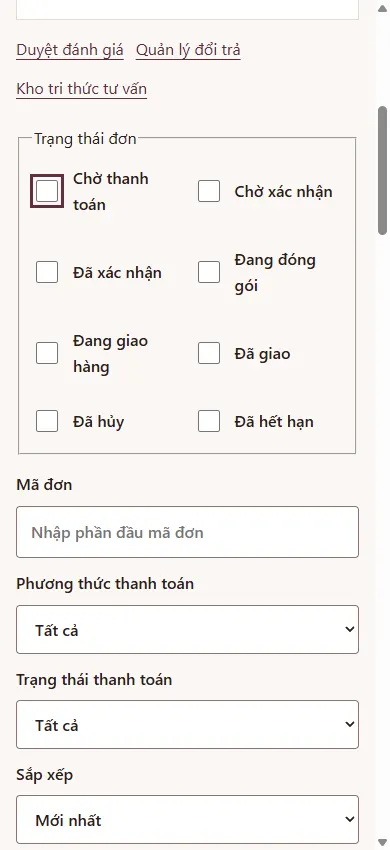 Duyệt đánh giá Quản lý đổi trả
Kho tri thức tư vấn
Trạng thái đơn
Chờ thanh
toán
Chờ xác nhận
Đã xác nhận
Đang đóng
gói
Đang giao
hàng
Đã giao
Đã hủy
Đã hết hạn
Mã đơn
Nhập phần đầu mã đơn
Phương thức thanh toán
Tất cả
Trạng thái thanh toán
Tất cả
Sắp xếp
Mới nhất